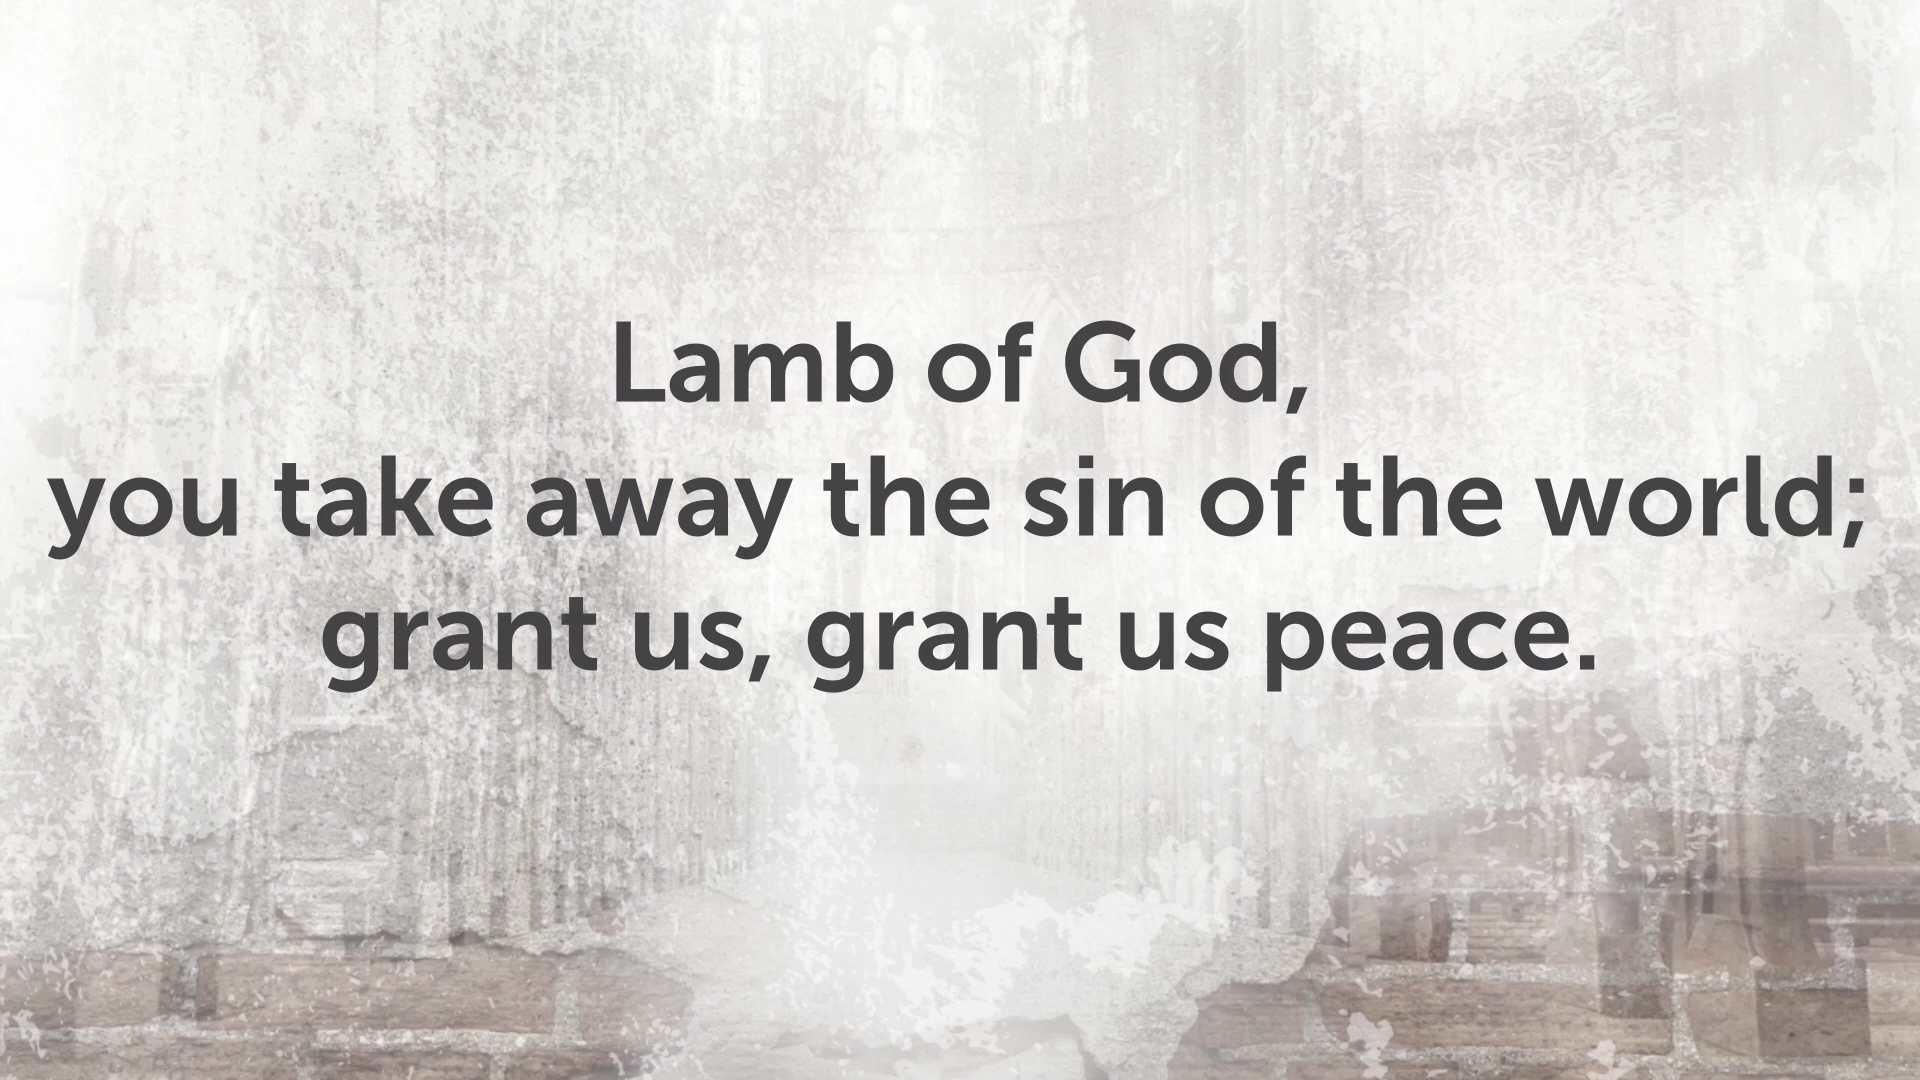 Lamb of God,
you take away the sin of the world;
grant us, grant us peace.